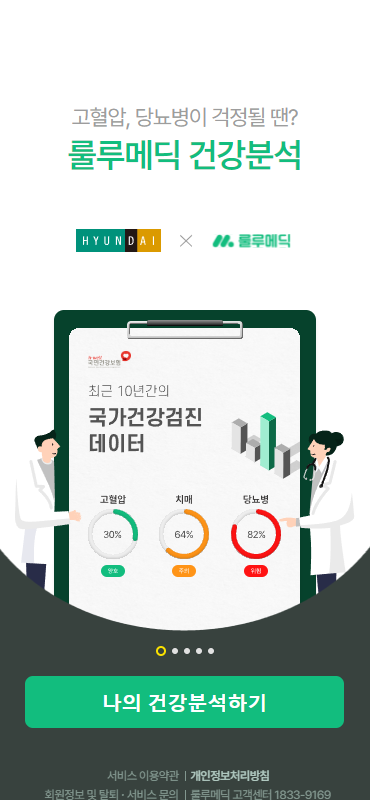 고혈압, 당뇨병이 걱정될 땐?
룰루메딕 건강분석
HYUNDAI × 룰루메딕
국민건강보험
최근 10년간의
국가건강검진
데이터
고혈압 치매 당뇨병
30% 64% 82%
양호 주의 위험
나의 건강분석하기
서비스 이용약관 | 개인정보처리방침
회원정보 및 탈퇴 · 서비스 문의 | 룰루메딕 고객센터 1833-9169